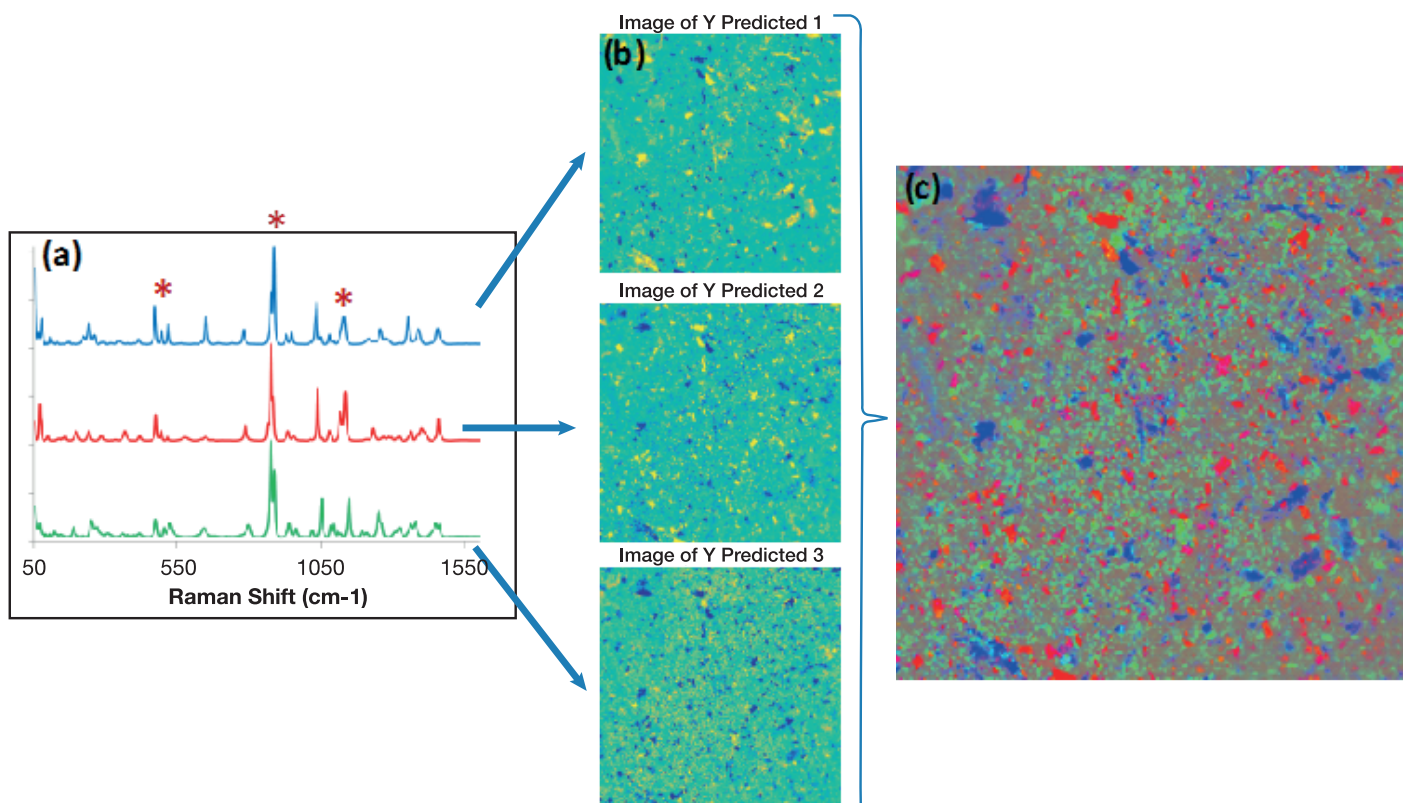 (a)
*
*
*
50 550 1050 1550
Raman Shift (cm-1)
Image of Y Predicted 1
(b)
Image of Y Predicted 2
Image of Y Predicted 3
(c)